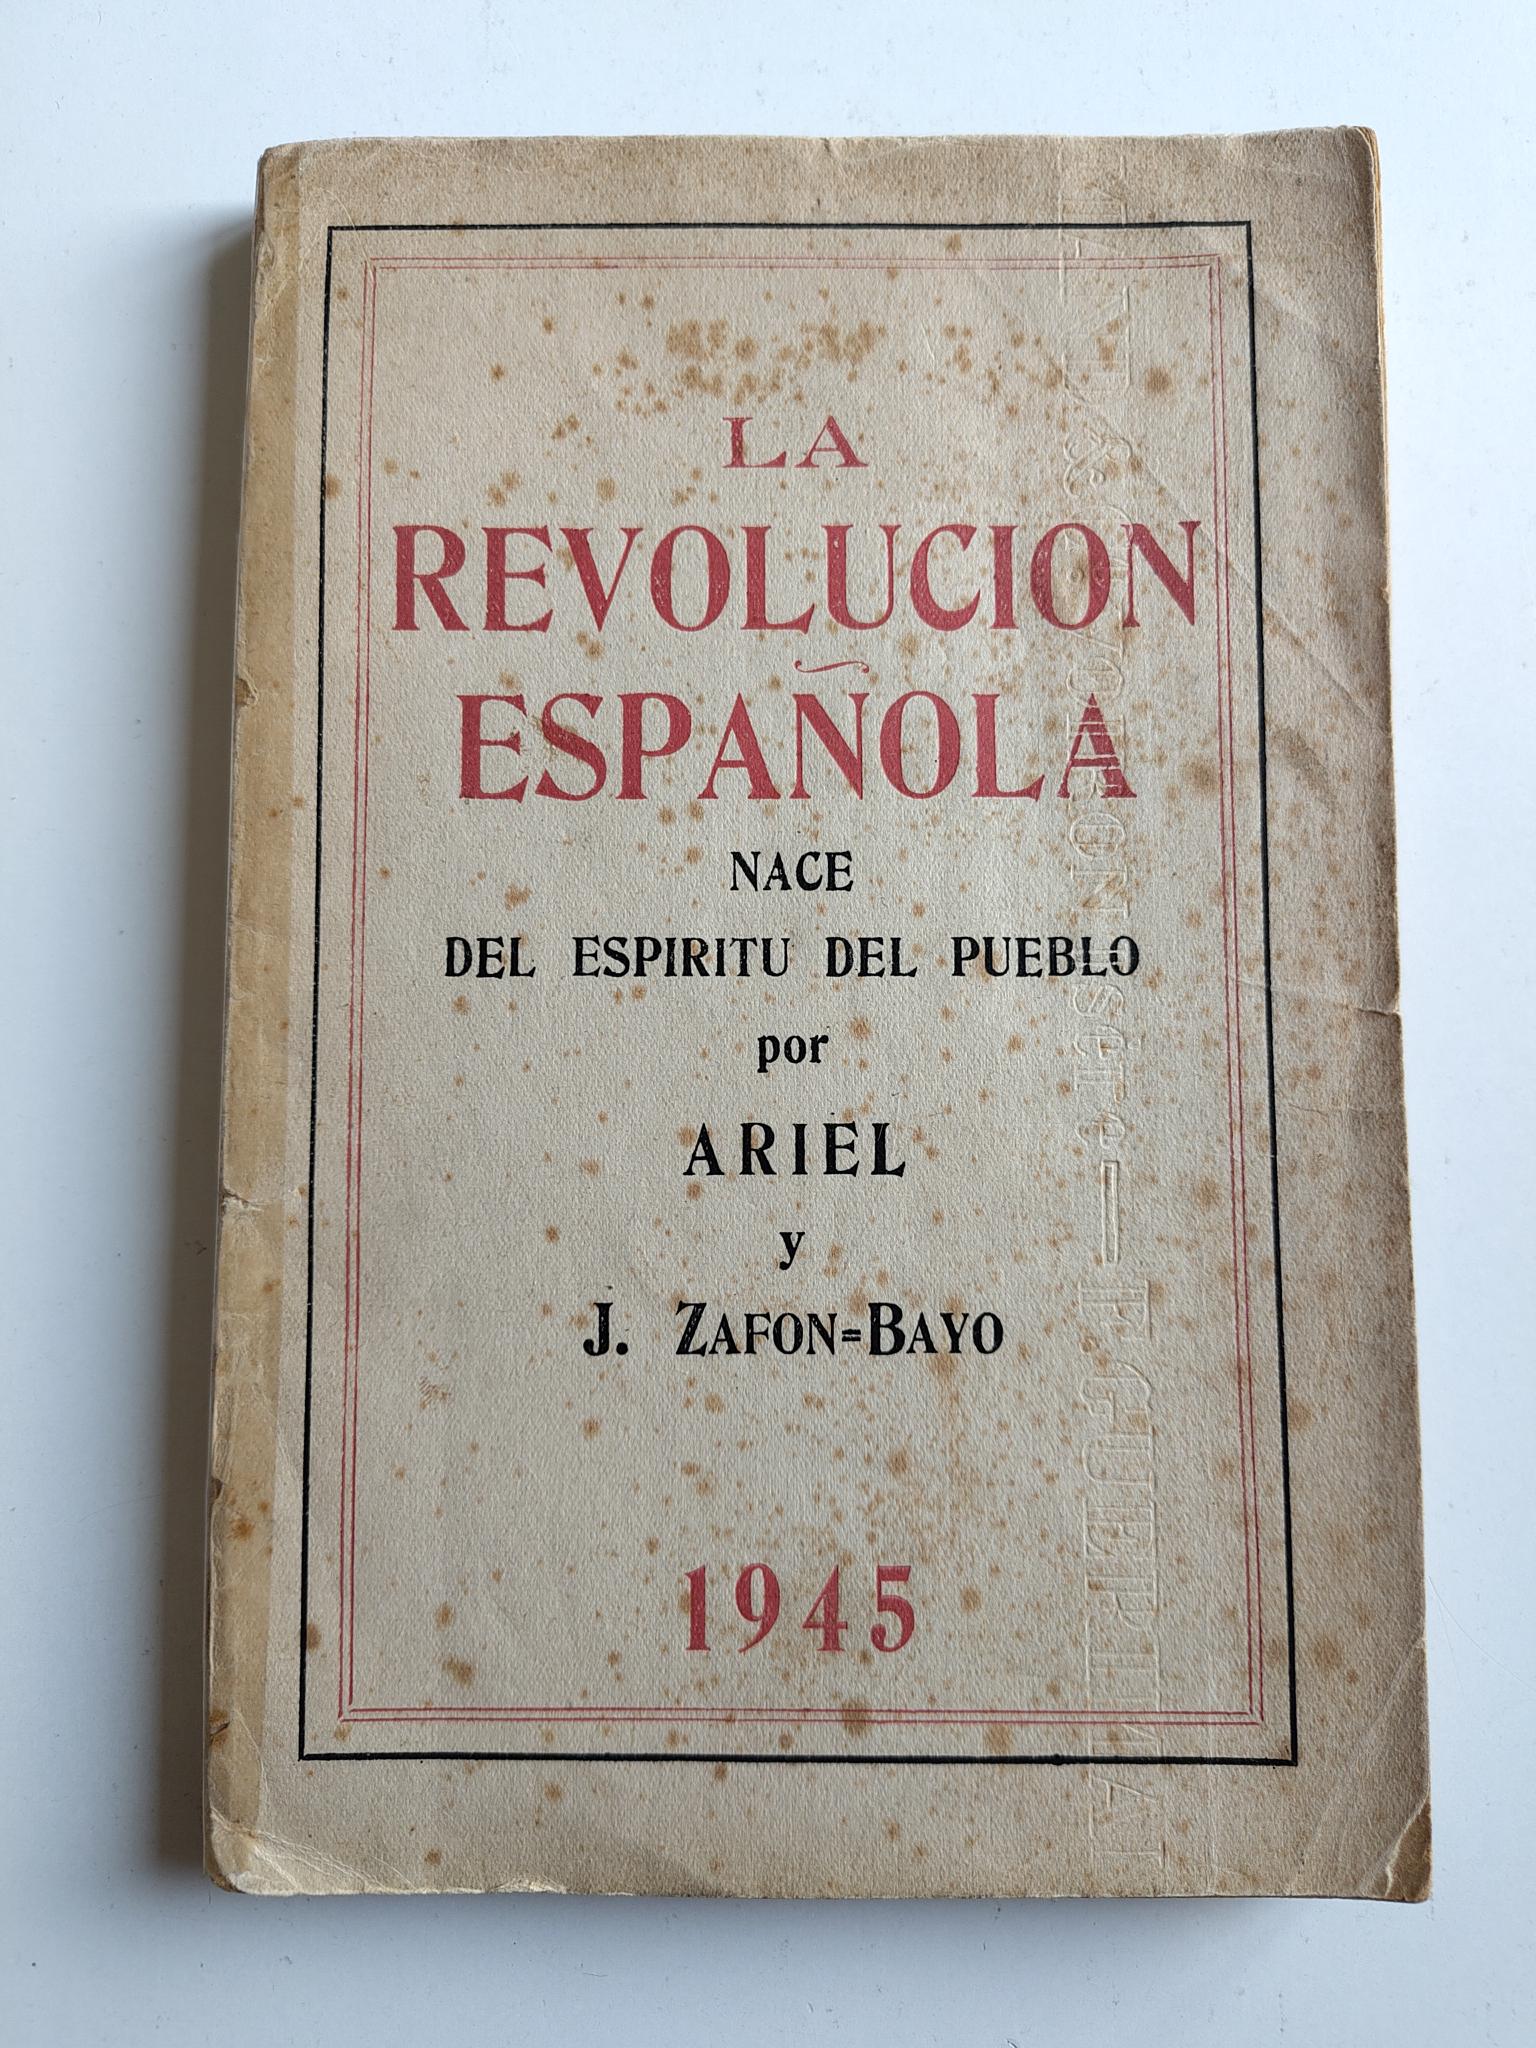 LA
REVOLUCION
ESPAÑOLA
NACE
DEL ESPIRITU DEL PUEBLO
por
ARIEL
y
J. ZAFON=BAYO
1945